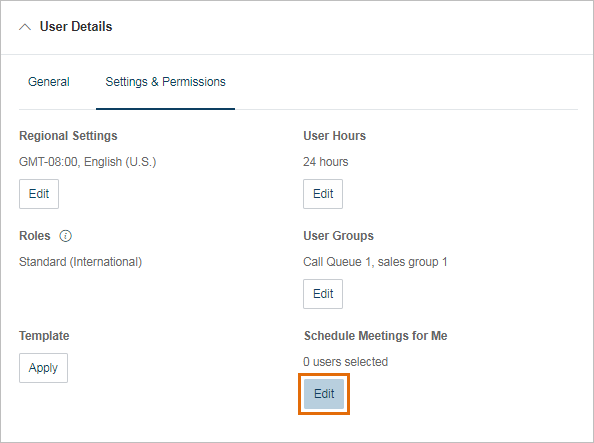 User Details
General
Settings & Permissions
Regional Settings
GMT-08:00, English (U.S.)
Edit
User Hours
24 hours
Edit
Roles
Standard (International)
User Groups
Call Queue 1, sales group 1
Edit
Template
Apply
Schedule Meetings for Me
0 users selected
Edit